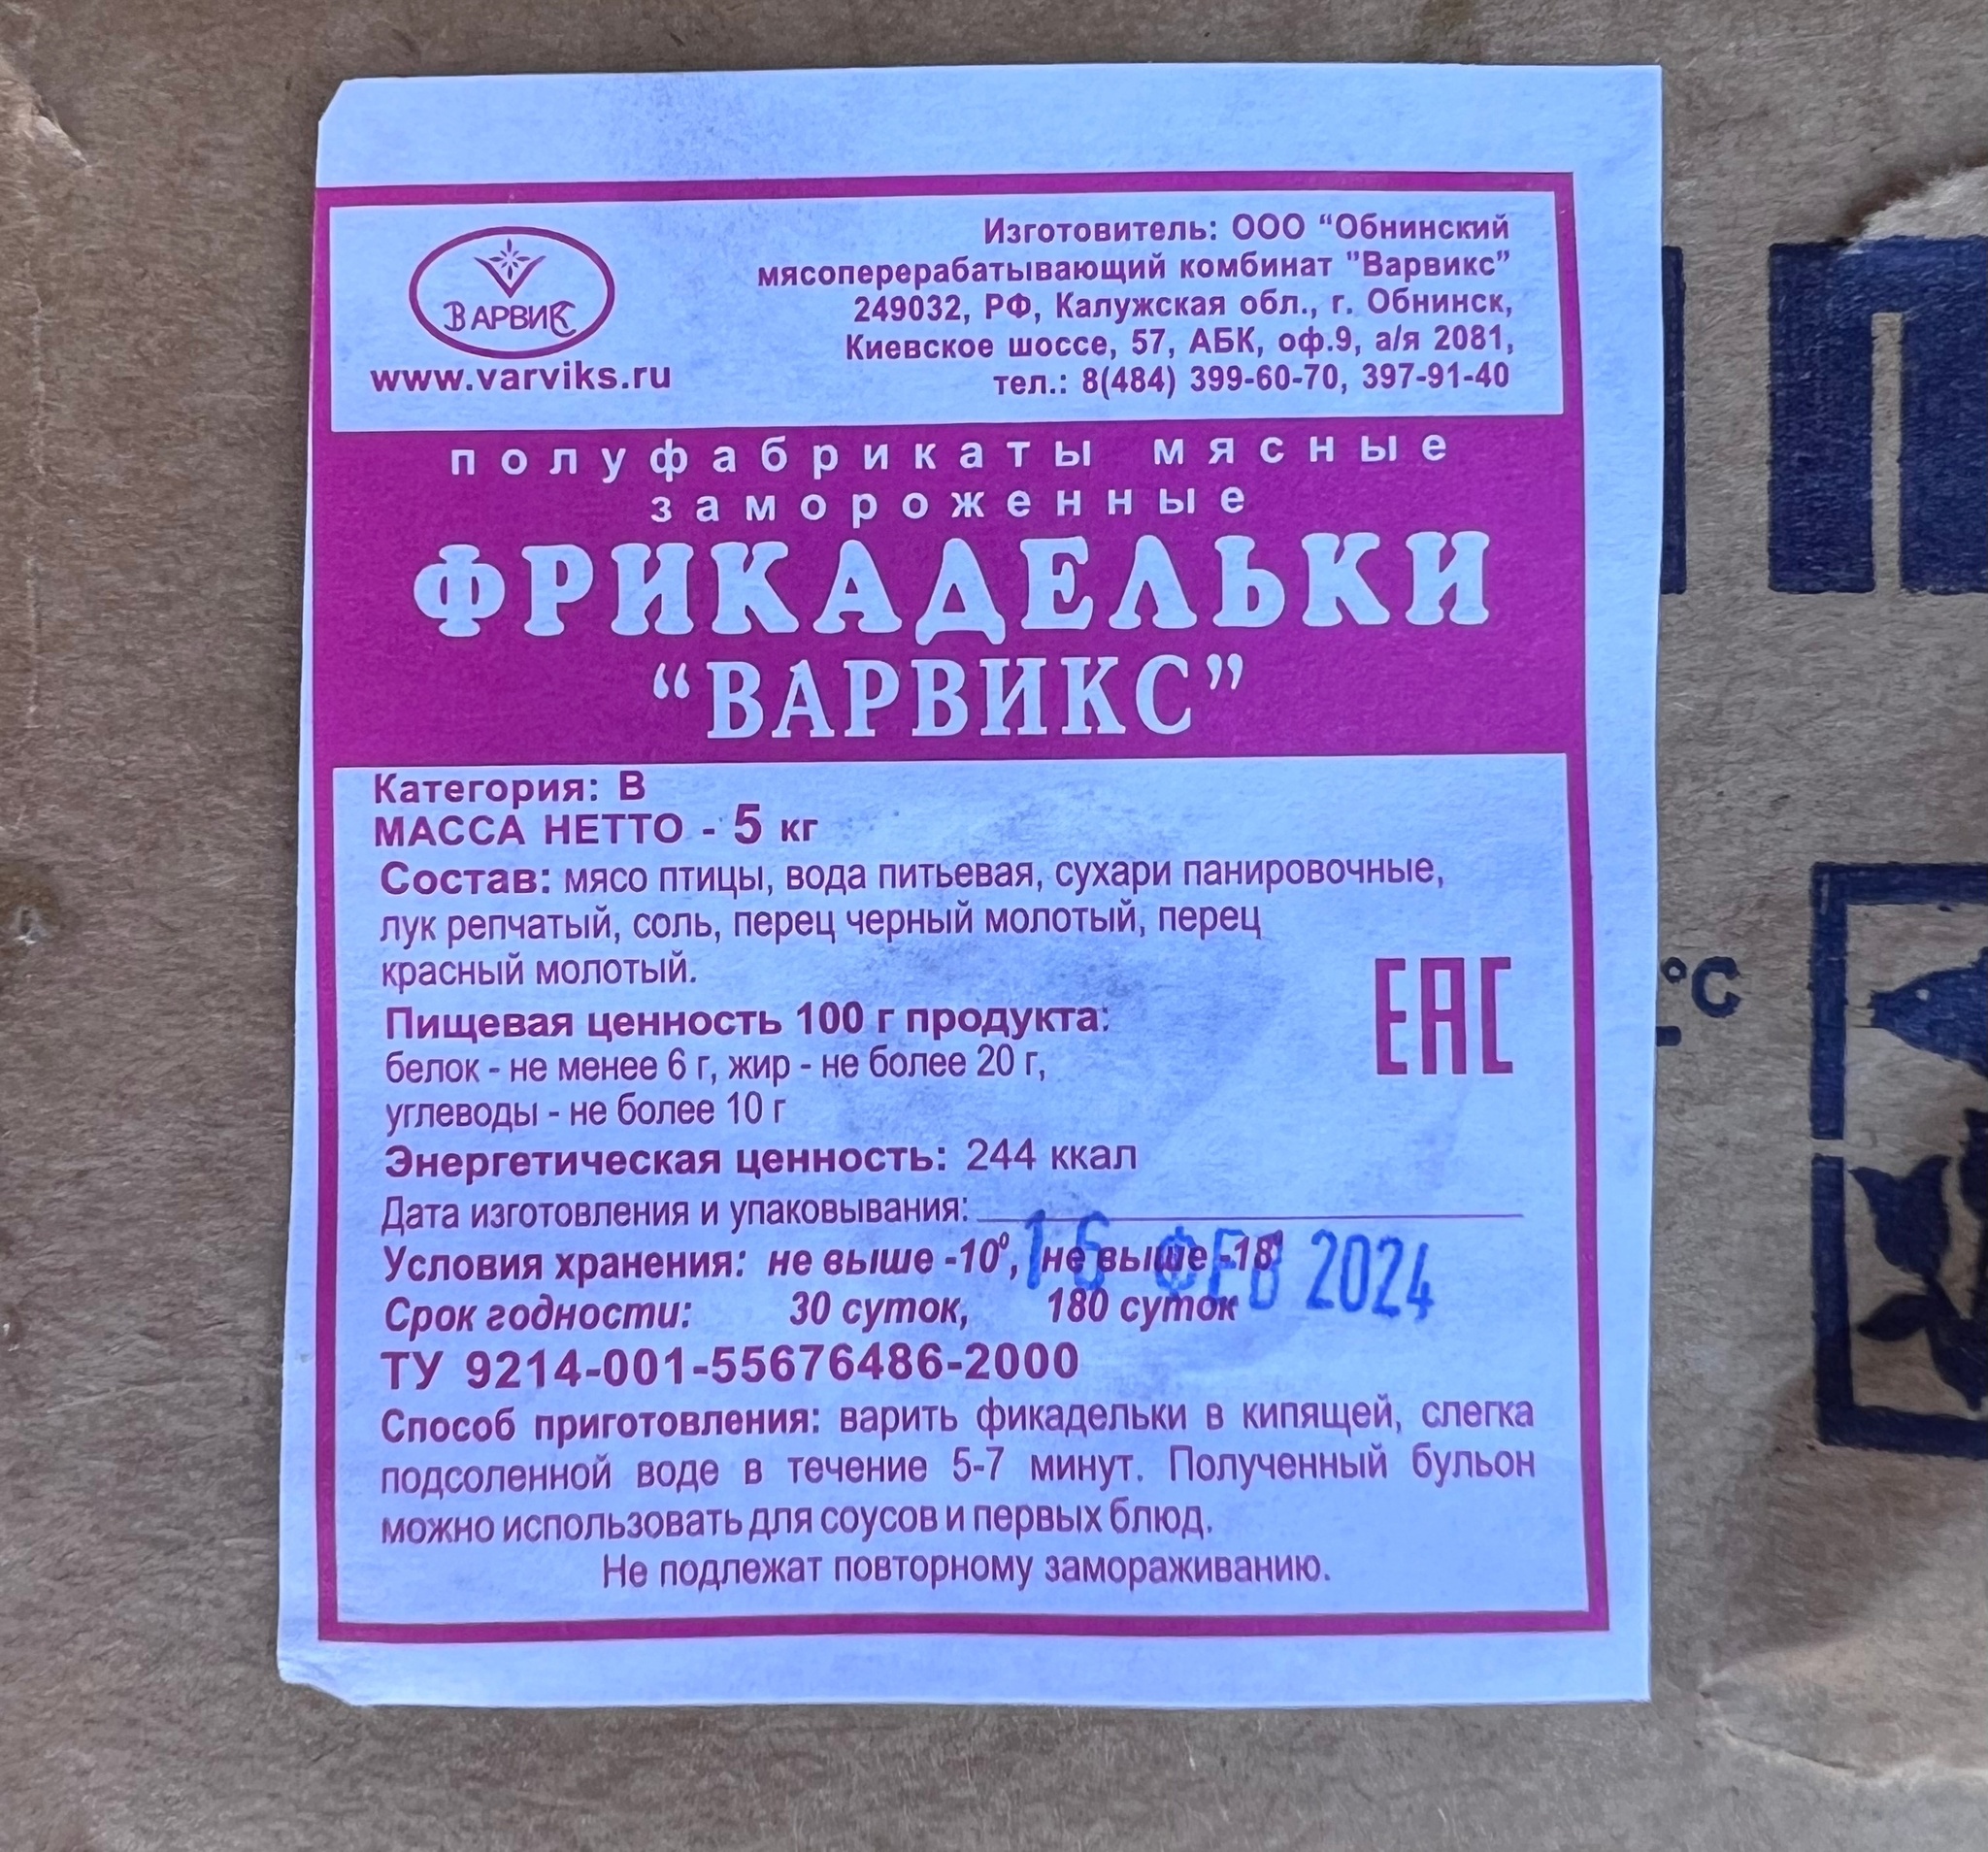 ВАРВИКС
www.varviks.ru
Изготовитель: ООО “Обнинский
мясоперерабатывающий комбинат ”Варвикс”
249032, РФ, Калужская обл., г. Обнинск,
Киевское шоссе, 57, АБК, оф.9, а/я 2081,
тел.: 8(484) 399-60-70, 397-91-40
полуфабрикаты мясные
замороженные
ФРИКАДЕЛЬКИ
“ВАРВИКС”
Категория: В
МАССА НЕТТО - 5 кг
Состав: мясо птицы, вода питьевая, сухари панировочные,
лук репчатый, соль, перец черный молотый, перец
красный молотый.
Пищевая ценность 100 г продукта:
белок - не менее 6 г, жир - не более 20 г,
углеводы - не более 10 г
ЕАС
Энергетическая ценность: 244 ккал
Дата изготовления и упаковывания:
16 ФЕВ 2024
Условия хранения: не выше -10⁰, не выше -18⁰
Срок годности: 30 суток, 180 суток
ТУ 9214-001-55676486-2000
Способ приготовления: варить фикадельки в кипящей, слегка
подсоленной воде в течение 5-7 минут. Полученный бульон
можно использовать для соусов и первых блюд.
Не подлежат повторному замораживанию.
°С